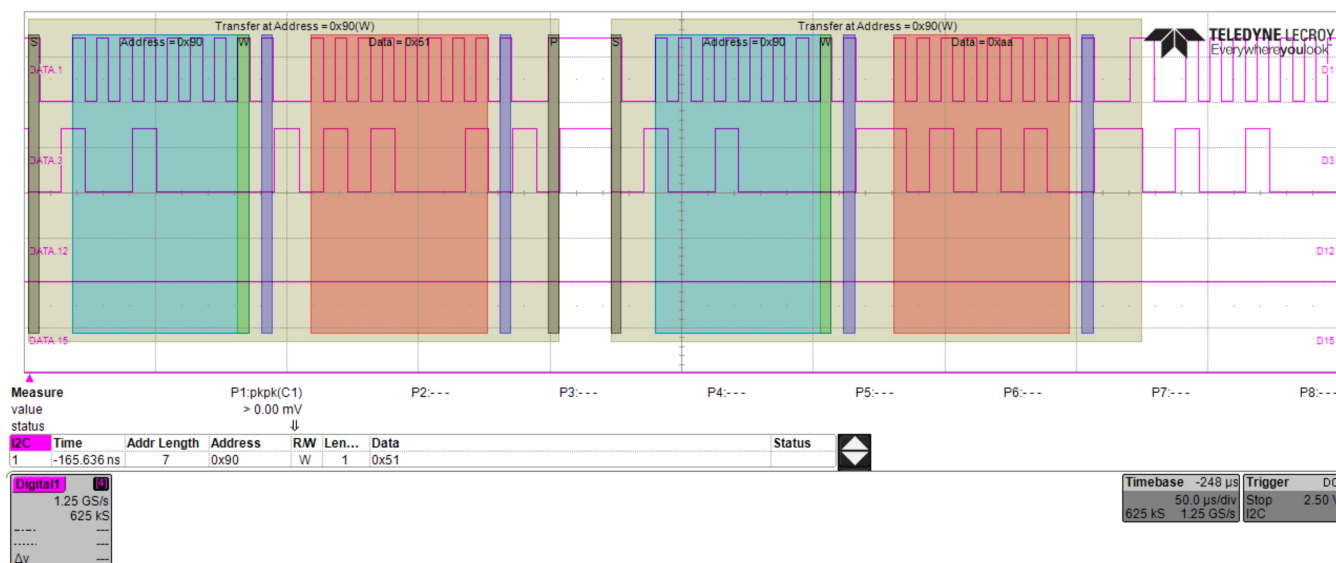 Transfer at Address = 0x90(W) Transfer at Address = 0x90(W)
S Address = 0x90 W Data = 0x51 P S Address = 0x90 W Data = 0xaa
TELEDYNE LECROY
Everywhereyoulook
DATA.1 D1
DATA.3 D3
DATA.12 D12
DATA.15 D15
Measure P1:pkpk(C1) P2:- - - P3:- - - P4:- - - P5:- - - P6:- - - P7:- - - P8:- - -
value > 0.00 mV
status
I2C Time Addr Length Address R/W Len... Data Status
1 -165.636 ns 7 0x90 W 1 0x51
Digital1 [4]
1.25 GS/s
625 kS
---
---
Δy ---
Timebase -248 µs Trigger
50.0 µs/div Stop 2.50 V
625 kS 1.25 GS/s I2C